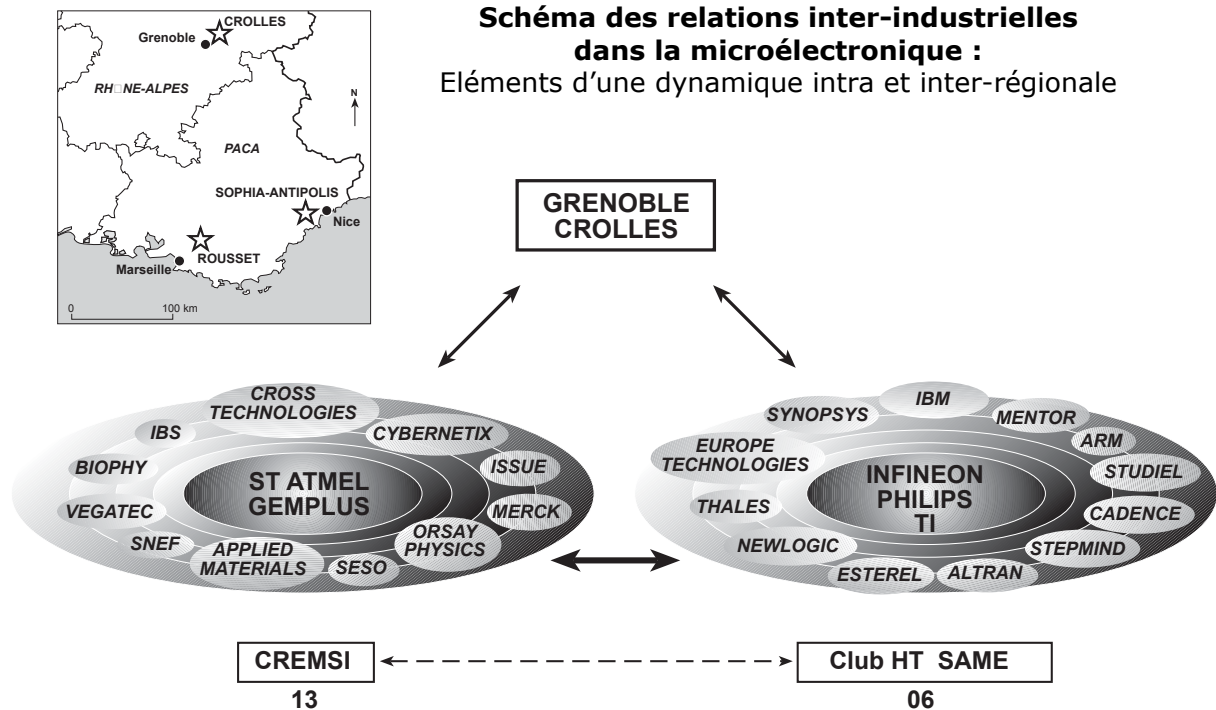 Schéma des relations inter-industrielles
dans la microélectronique :
Eléments d’une dynamique intra et inter-régionale
CROLLES
Grenoble
RH□NE-ALPES
N
PACA
SOPHIA-ANTIPOLIS
Nice
ROUSSET
Marseille
0 100 km
GRENOBLE
CROLLES
CROSS
TECHNOLOGIES
IBS
CYBERNETIX
BIOPHY
ISSUE
VEGATEC
MERCK
SNEF
ORSAY
PHYSICS
APPLIED
MATERIALS
SESO
ST ATMEL
GEMPLUS
SYNOPSYS
IBM
MENTOR
ARM
EUROPE
TECHNOLOGIES
STUDIEL
THALES
CADENCE
NEWLOGIC
STEPMIND
ESTEREL
ALTRAN
INFINEON
PHILIPS
TI
CREMSI
13
Club HT SAME
06